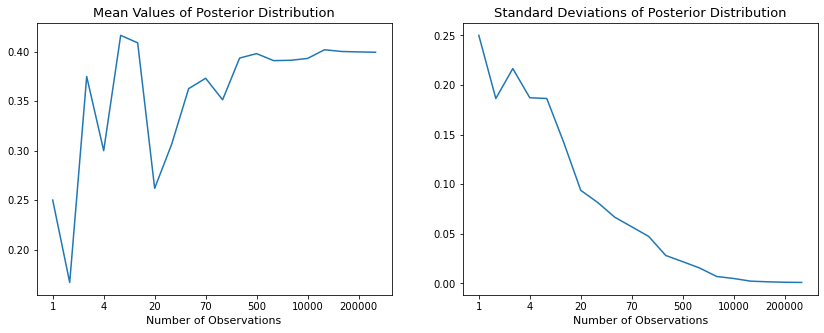 Mean Values of Posterior Distribution
0.40
0.35
0.30
0.25
0.20
1 4 20 70 500 10000 200000
Number of Observations
Standard Deviations of Posterior Distribution
0.25
0.20
0.15
0.10
0.05
0.00
1 4 20 70 500 10000 200000
Number of Observations